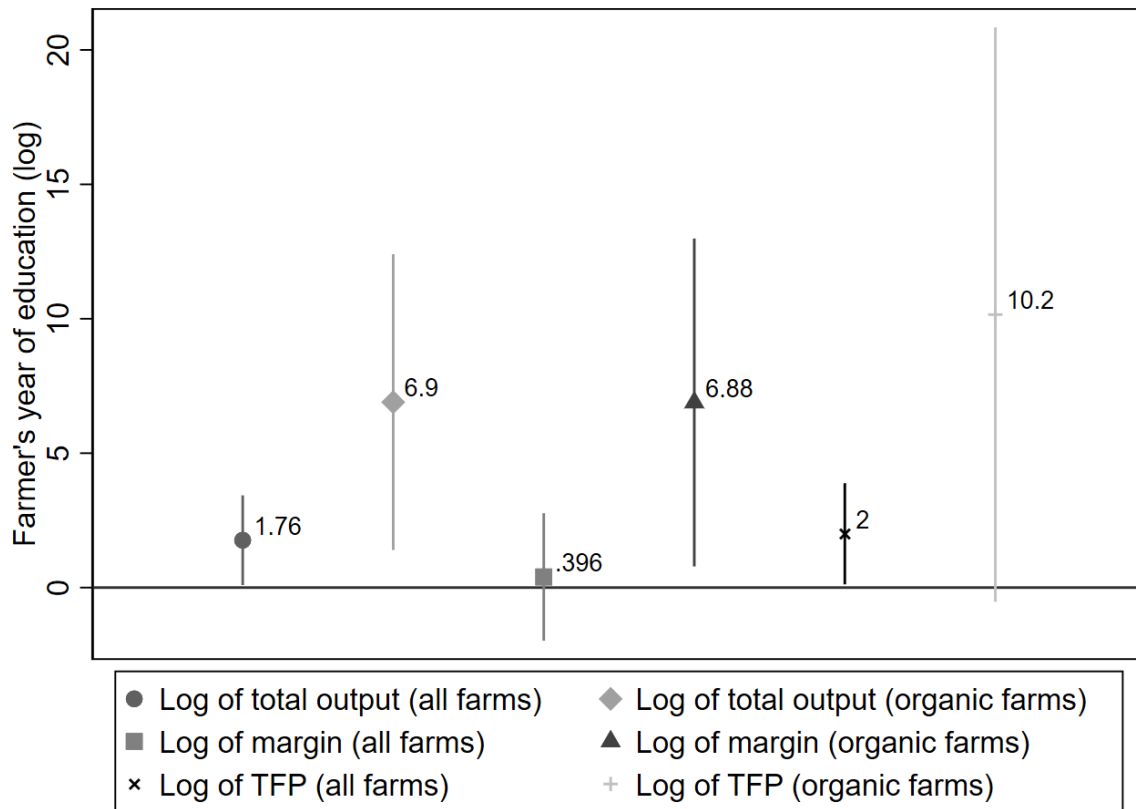 Farmer's year of education (log)
20
15
10
5
0
1.76
6.9
.396
6.88
2
10.2
Log of total output (all farms)
Log of total output (organic farms)
Log of margin (all farms)
Log of margin (organic farms)
Log of TFP (all farms)
Log of TFP (organic farms)